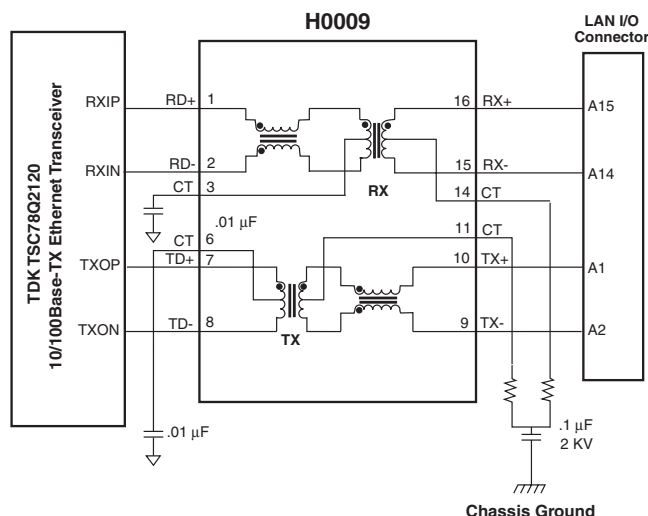 H0009
LAN I/O
Connector
TDK TSC78Q2120
10/100Base-TX Ethernet Transceiver
RXIP
RD+
1
16
RX+
A15
RXIN
RD-
2
15
RX-
A14
CT
3
RX
14
CT
.01 µF
CT
6
11
CT
TXOP
TD+
7
10
TX+
A1
TXON
TD-
8
TX
9
TX-
A2
.01 µF
.1 µF
2 KV
Chassis Ground